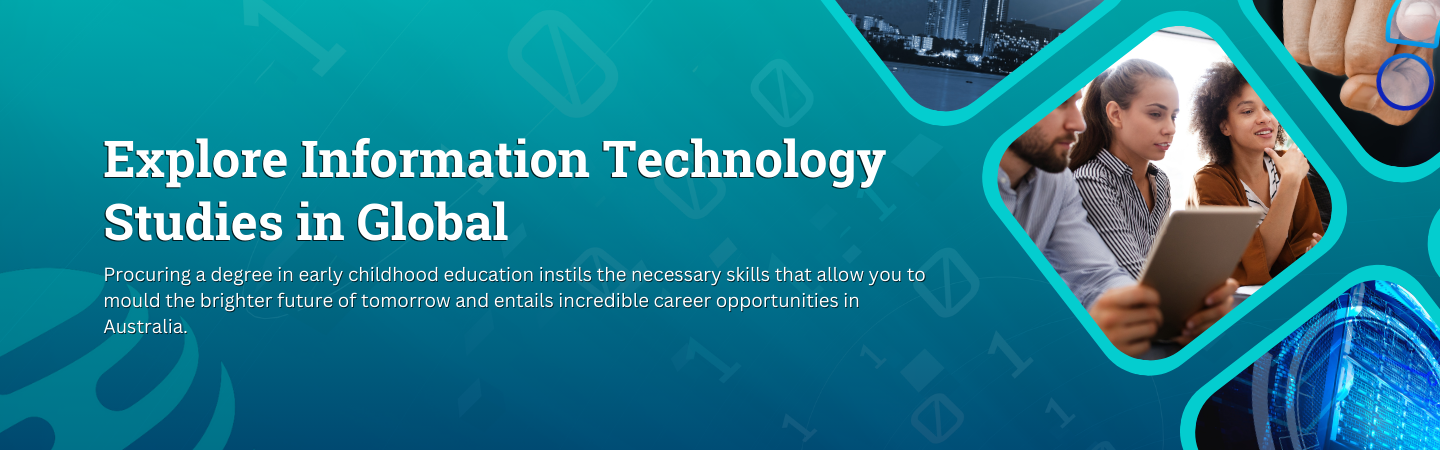 Explore Information Technology
Studies in Global
Procuring a degree in early childhood education instils the necessary skills that allow you to
mould the brighter future of tomorrow and entails incredible career opportunities in
Australia.